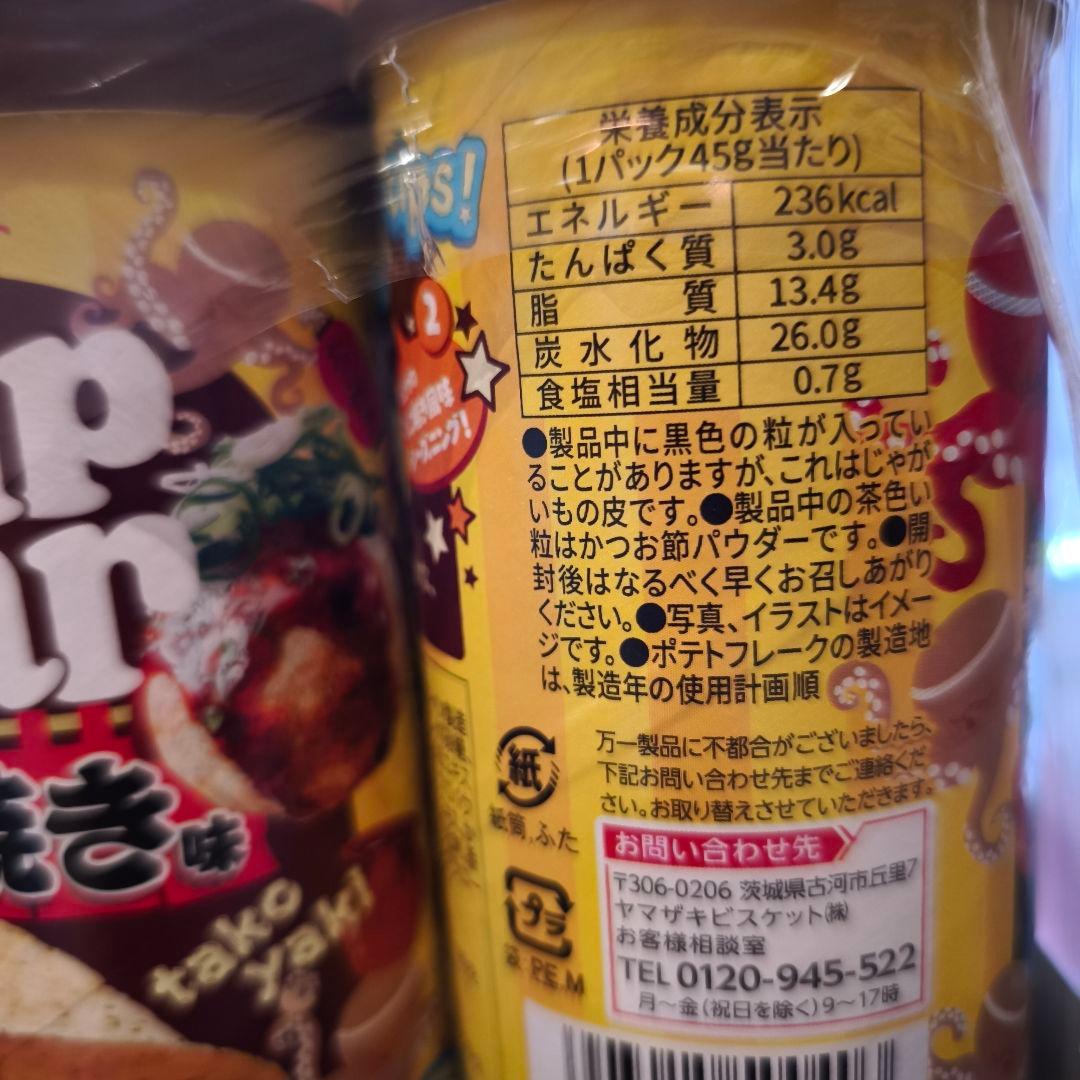 き味
tako
yaki
ps!
2
栄養成分表示
(1パック45g当たり)
エネルギー 236kcal
たんぱく質 3.0g
脂質 13.4g
炭水化物 26.0g
食塩相当量 0.7g
●製品中に黒色の粒が入ってい
ることがありますが、これはじゃが
いもの皮です。●製品中の茶色い
粒はかつお節パウダーです。●開
封後はなるべく早くお召しあがり
ください。●写真、イラストはイメー
ジです。●ポテトフレークの製造地
は、製造年の使用計画順
紙
紙筒,ふた
プラ
袋:PE,M
万一製品に不都合がございましたら、
下記お問い合わせ先までご連絡くだ
さい。お取り替えさせていただきます。
お問い合わせ先
〒306-0206 茨城県古河市丘里7
ヤマザキビスケット㈱
お客様相談室
TEL 0120-945-522
月～金(祝日を除く)9～17時